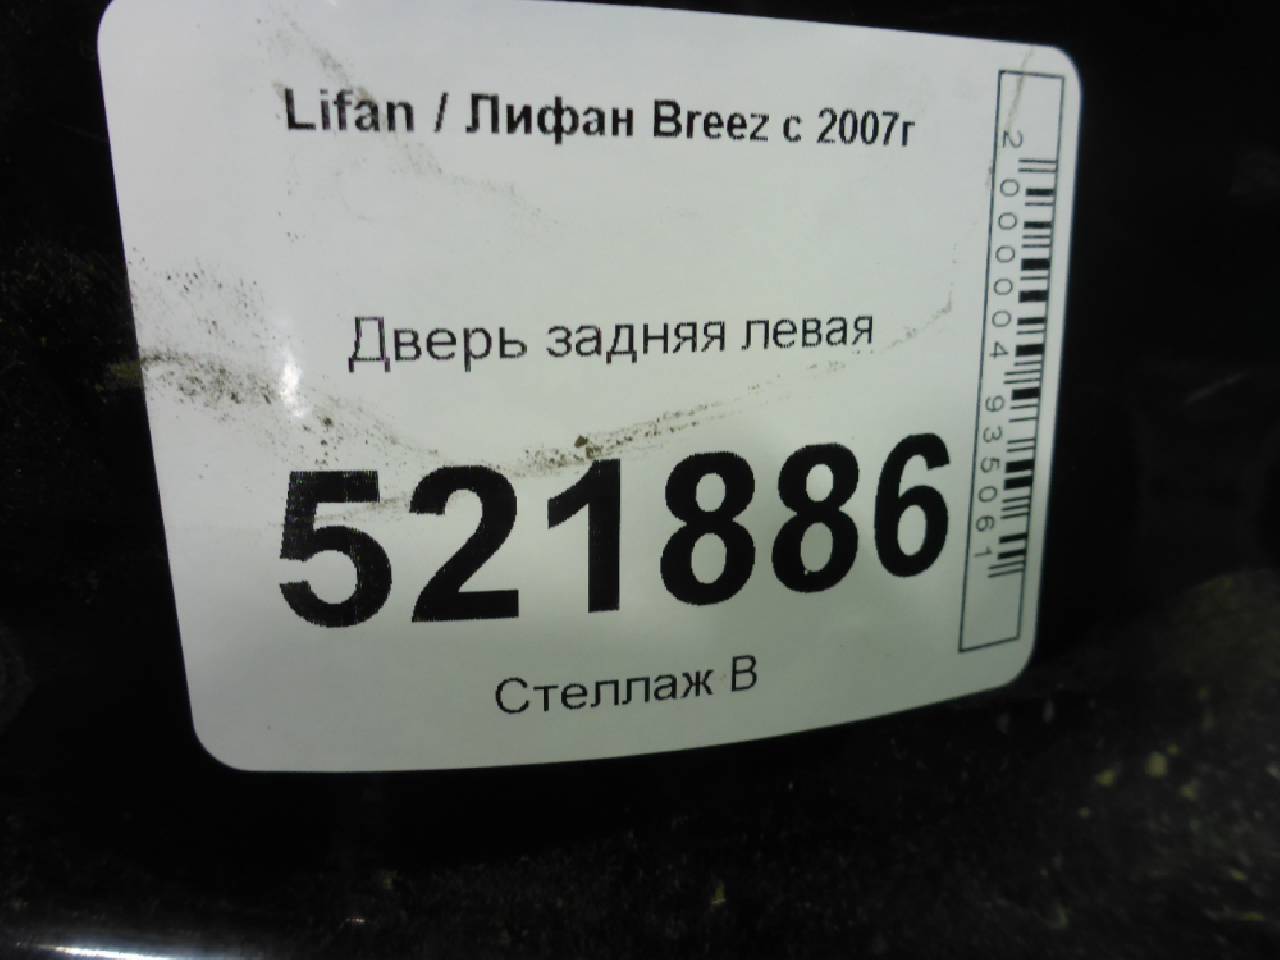 Lifan / Лифан Breez с 2007г
Дверь задняя левая
521886
Стеллаж В
2000004935061